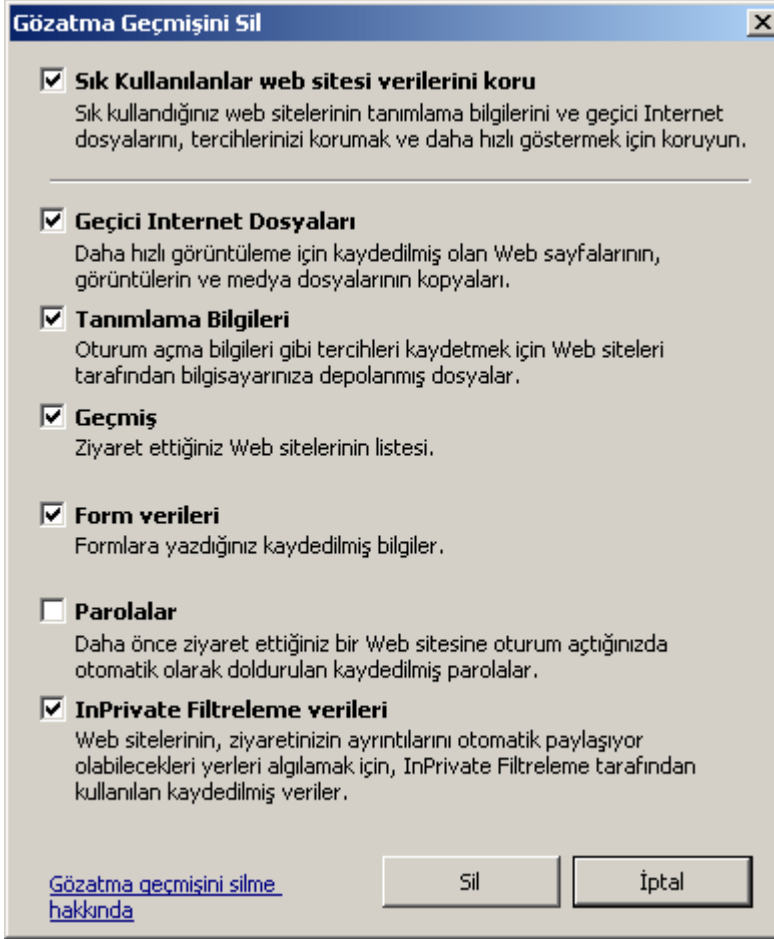 Gözatma Geçmişini Sil
Sık Kullanılanlar web sitesi verilerini koru
Sık kullandığınız web sitelerinin tanımlama bilgilerini ve geçici Internet
dosyalarını, tercihlerinizi korumak ve daha hızlı göstermek için koruyun.
Geçici Internet Dosyaları
Daha hızlı görüntüleme için kaydedilmiş olan Web sayfalarının,
görüntülerin ve medya dosyalarının kopyaları.
Tanımlama Bilgileri
Oturum açma bilgileri gibi tercihleri kaydetmek için Web siteleri
tarafından bilgisayarınıza depolanmış dosyalar.
Geçmiş
Ziyaret ettiğiniz Web sitelerinin listesi.
Form verileri
Formlara yazdığınız kaydedilmiş bilgiler.
Parolalar
Daha önce ziyaret ettiğiniz bir Web sitesine oturum açtığınızda
otomatik olarak doldurulan kaydedilmiş parolalar.
InPrivate Filtreleme verileri
Web sitelerinin, ziyaretinizin ayrıntılarını otomatik paylaşıyor
olabilecekleri yerleri algılamak için, InPrivate Filtreleme tarafından
kullanılan kaydedilmiş veriler.
Gözatma geçmişini silme
hakkında
Sil
İptal